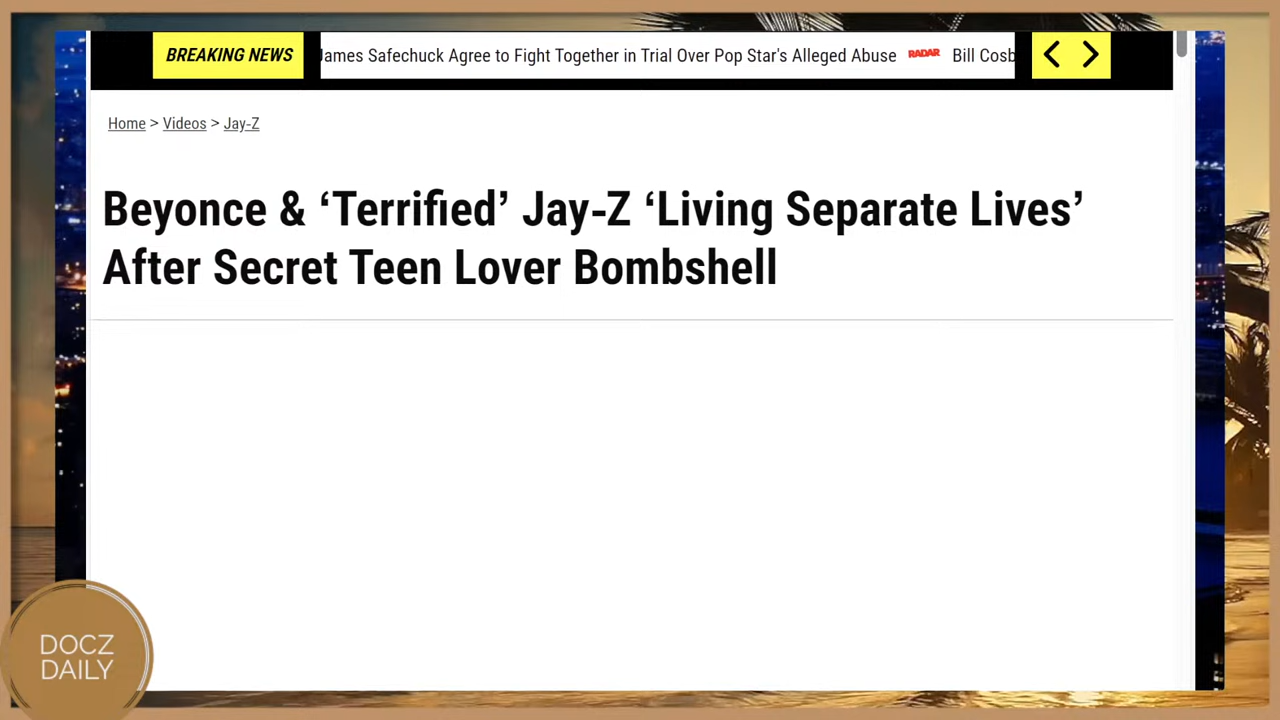 BREAKING NEWS
James Safechuck Agree to Fight Together in Trial Over Pop Star's Alleged Abuse RADAR Bill Cosb
Home > Videos > Jay-Z
Beyonce & ‘Terrified’ Jay-Z ‘Living Separate Lives’
After Secret Teen Lover Bombshell
DOCZ
DAILY